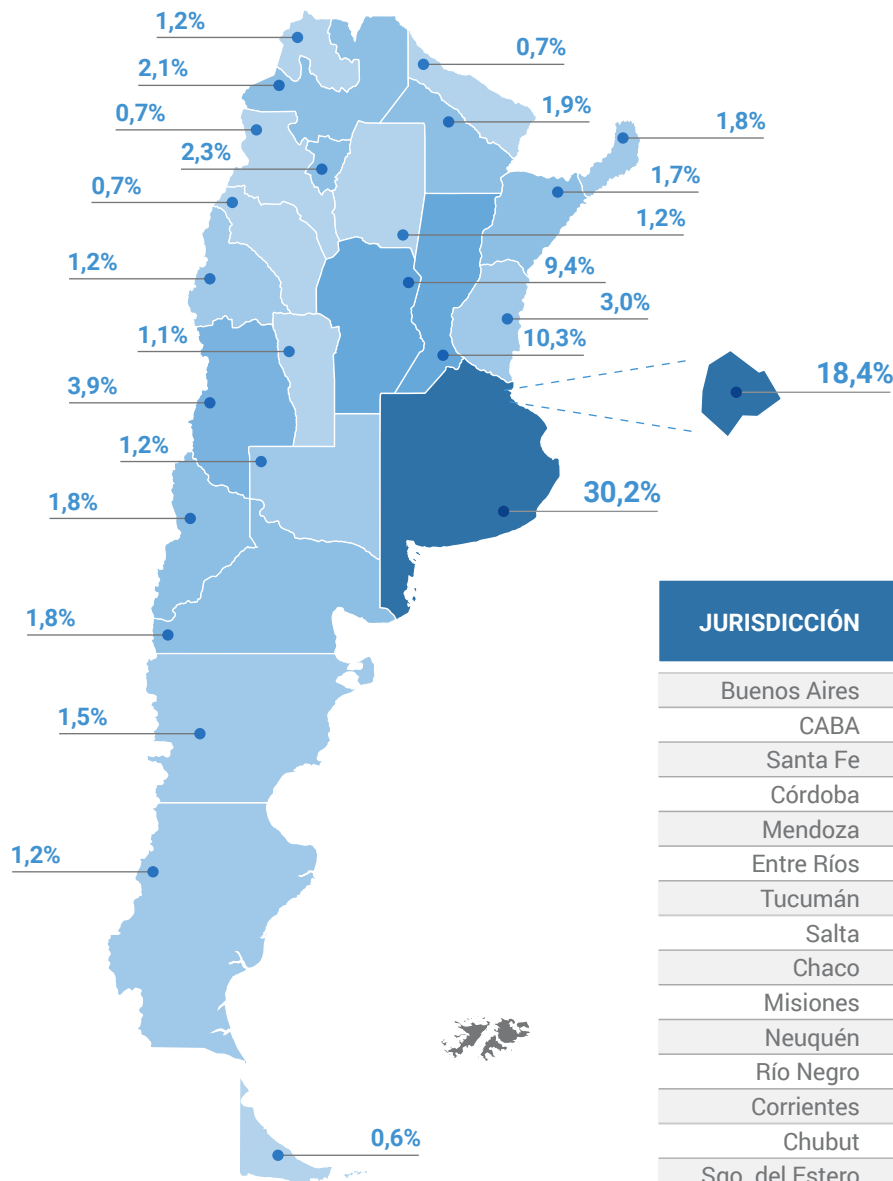 1,2%
0,7%
2,1%
1,9%
0,7%
1,8%
2,3%
1,7%
0,7%
1,2%
1,2%
9,4%
3,0%
1,1%
10,3%
18,4%
3,9%
1,2%
30,2%
1,8%
1,8%
1,5%
1,2%
0,6%
JURISDICCIÓN
Buenos Aires
CABA
Santa Fe
Córdoba
Mendoza
Entre Ríos
Tucumán
Salta
Chaco
Misiones
Neuquén
Río Negro
Corrientes
Chubut
Sgo. del Estero